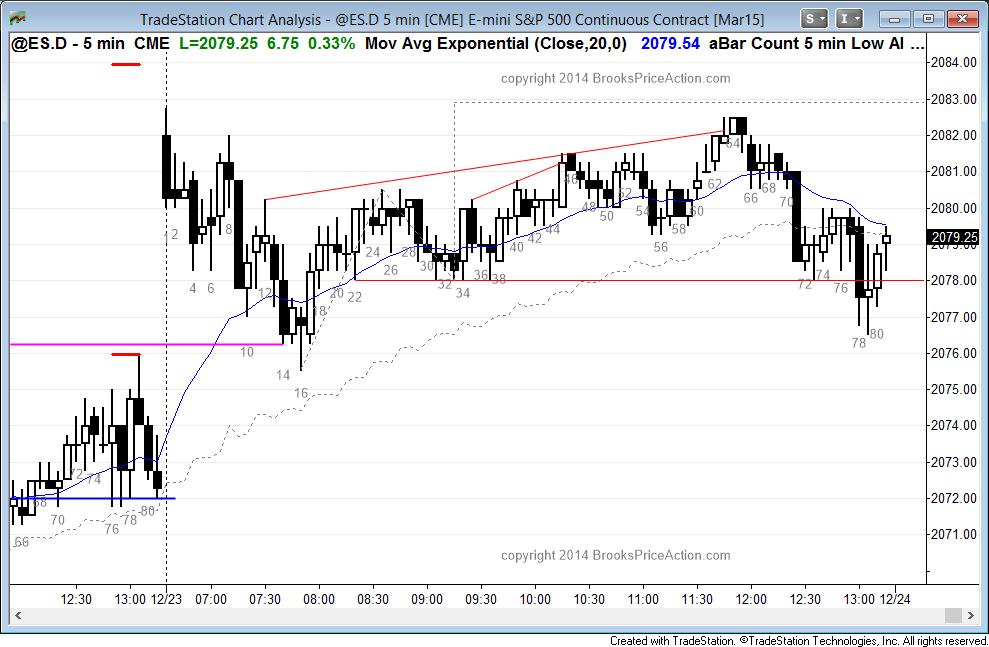 TradeStation Chart Analysis - @ES.D 5 min [CME] E-mini S&P 500 Continuous Contract [Mar15]
S I
@ES.D - 5 min CME L=2079.25 6.75 0.33% Mov Avg Exponential (Close,20,0) 2079.54 aBar Count 5 min Low Al ...
2084.00
copyright 2014 BrooksPriceAction.com
2083.00
2082.00
64
2081.00
46 52 62 68
48 50 54 60 66 70
2080.00
2 8 24 28 40 42 44 56 58
2079.25
4 6 12 26 30 36 38 72 74
2078.00
18 20 22 32 34 76
2077.00
10 78 80
2076.00
14
16
2075.00
2074.00
2073.00
72 74
2072.00
68 70 76 78 80
2071.00
66
copyright 2014 BrooksPriceAction.com
12:30 13:00 12/23 07:00 07:30 08:00 08:30 09:00 09:30 10:00 10:30 11:00 11:30 12:00 12:30 13:00 12/24
Created with TradeStation. ©TradeStation Technologies, Inc. All rights reserved.